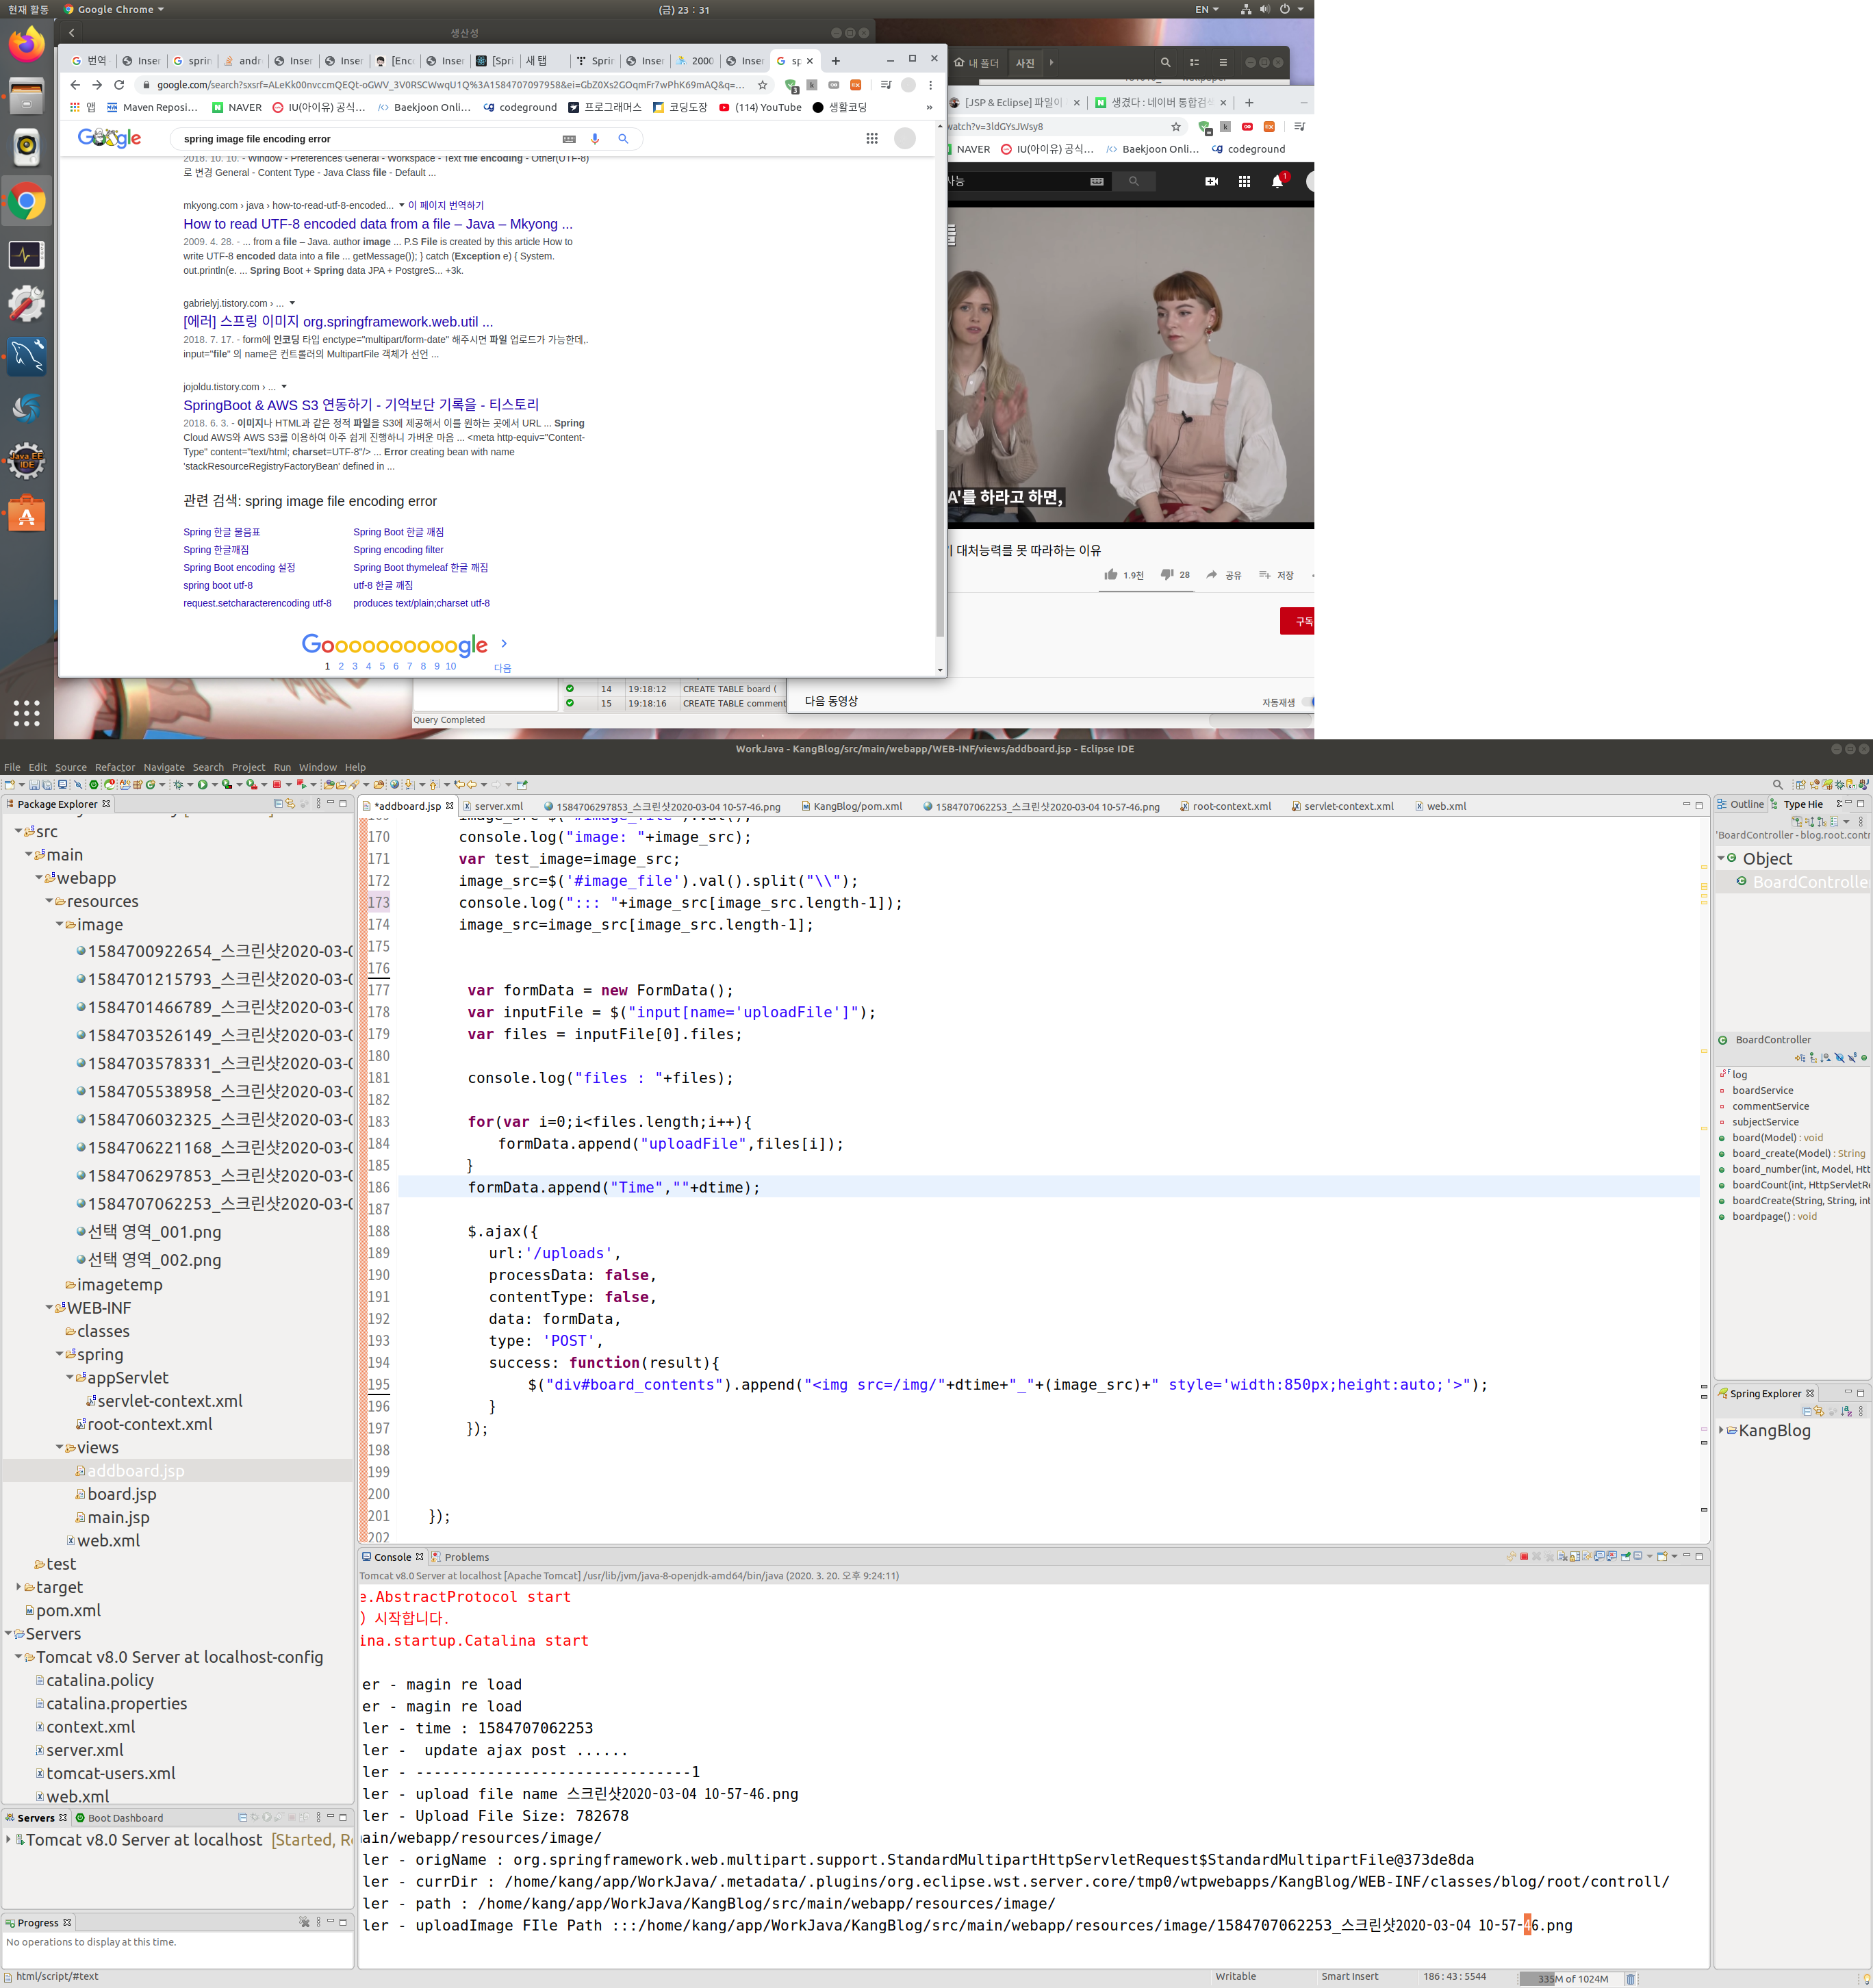 현재 활동
Google Chrome
(금) 23 : 31
EN
생산성
번역
Inser
sprin
andr
Inser
Inser
[Enc
Inser
[Spri
새 탭
Sprin
Inser
2000
Inser
sp
google.com/search?sxsrf=ALeKk00nvccmQEQt-oGWV_3V0RSCWwqU1Q%3A1584707097958&ei=GbZ0Xs2GOqmFr7wPhK69mAQ&q=...
앱
Maven Reposi...
NAVER
IU(아이유) 공식...
Baekjoon Onli...
codeground
프로그래머스
코딩도장
(114) YouTube
생활코딩
»
Google
spring image file encoding error
2018. 10. 10. - Window - Preferences General - Workspace - Text file encoding - Other(UTF-8)
로 변경 General - Content Type - Java Class file - Default ...
mkyong.com › java › how-to-read-utf-8-encoded... 이 페이지 번역하기
How to read UTF-8 encoded data from a file – Java – Mkyong ...
2009. 4. 28. - ... from a file – Java. author image ... P.S File is created by this article How to
write UTF-8 encoded data into a file ... getMessage()); } catch (Exception e) { System.
out.println(e. ... Spring Boot + Spring data JPA + PostgreS... +3k.
gabrielyj.tistory.com › ...
[에러] 스프링 이미지 org.springframework.web.util ...
2018. 7. 17. - form에 인코딩 타입 enctype="multipart/form-date" 해주시면 파일 업로드가 가능한데,.
input="file" 의 name은 컨트롤러의 MultipartFile 객체가 선언 ...
jojoldu.tistory.com › ...
SpringBoot & AWS S3 연동하기 - 기억보단 기록을 - 티스토리
2018. 6. 3. - 이미지나 HTML과 같은 정적 파일을 S3에 제공해서 이를 원하는 곳에서 URL ... Spring
Cloud AWS와 AWS S3를 이용하여 아주 쉽게 진행하니 가벼운 마음 ... <meta http-equiv="Content-
Type" content="text/html; charset=UTF-8"/> ... Error creating bean with name
'stackResourceRegistryFactoryBean' defined in ...
관련 검색: spring image file encoding error
Spring 한글 물음표
Spring Boot 한글 깨짐
Spring 한글깨짐
Spring encoding filter
Spring Boot encoding 설정
Spring Boot thymeleaf 한글 깨짐
spring boot utf-8
utf-8 한글 깨짐
request.setcharacterencoding utf-8
produces text/plain;charset utf-8
Goooooooooogle
1 2 3 4 5 6 7 8 9 10 다음
14 19:18:12 CREATE TABLE board (
15 19:18:16 CREATE TABLE comment
Query Completed
내 폴더
사진
[JSP & Eclipse] 파일이
생겼다 : 네이버 통합검색
watch?v=3ldGYsJWsy8
NAVER
IU(아이유) 공식...
Baekjoon Onli...
codeground
사능
1
A'를 하라고 하면,
대처능력를 못 따라하는 이유
1.9천
28
공유
저장
구독
다음 동영상
자동재생
Java EE IDE
WorkJava - KangBlog/src/main/webapp/WEB-INF/views/addboard.jsp - Eclipse IDE
File Edit Source Refactor Navigate Search Project Run Window Help
Package Explorer
src
main
webapp
resources
image
1584700922654_스크린샷2020-03-0
1584701215793_스크린샷2020-03-0
1584701466789_스크린샷2020-03-0
1584703526149_스크린샷2020-03-0
1584703578331_스크린샷2020-03-0
1584705538958_스크린샷2020-03-0
1584706032325_스크린샷2020-03-0
1584706221168_스크린샷2020-03-0
1584706297853_스크린샷2020-03-0
1584707062253_스크린샷2020-03-0
선택 영역_001.png
선택 영역_002.png
imagetemp
WEB-INF
classes
spring
appServlet
servlet-context.xml
root-context.xml
views
addboard.jsp
board.jsp
main.jsp
web.xml
test
target
pom.xml
Servers
Tomcat v8.0 Server at localhost-config
catalina.policy
catalina.properties
context.xml
server.xml
tomcat-users.xml
web.xml
Servers
Boot Dashboard
Tomcat v8.0 Server at localhost [Started, Re
Progress
No operations to display at this time.
html/script/#text
*addboard.jsp
server.xml
1584706297853_스크린샷2020-03-04 10-57-46.png
KangBlog/pom.xml
1584707062253_스크린샷2020-03-04 10-57-46.png
root-context.xml
servlet-context.xml
web.xml
169 image_src=$("#image_file").val();
170 console.log("image: "+image_src);
171 var test_image=image_src;
172 image_src=$('#image_file').val().split("\\");
173 console.log("::: "+image_src[image_src.length-1]);
174 image_src=image_src[image_src.length-1];
175
176
177 var formData = new FormData();
178 var inputFile = $("input[name='uploadFile']");
179 var files = inputFile[0].files;
180
181 console.log("files : "+files);
182
183 for(var i=0;i<files.length;i++){
184 formData.append("uploadFile",files[i]);
185 }
186 formData.append("Time",""+dtime);
187
188 $.ajax({
189 url:'/uploads',
190 processData: false,
191 contentType: false,
192 data: formData,
193 type: 'POST',
194 success: function(result){
195 $("div#board_contents").append("<img src=/img/"+dtime+"_"+(image_src)+" style='width:850px;height:auto;'>");
196 }
197 });
198
199
200
201 });
202
Console
Problems
Tomcat v8.0 Server at localhost [Apache Tomcat] /usr/lib/jvm/java-8-openjdk-amd64/bin/java (2020. 3. 20. 오후 9:24:11)
e.AbstractProtocol start
) 시작합니다.
ina.startup.Catalina start
er - magin re load
er - magin re load
ler - time : 1584707062253
ler - update ajax post ......
ler - -------------------------------1
ler - upload file name 스크린샷2020-03-04 10-57-46.png
ler - Upload File Size: 782678
main/webapp/resources/image/
ler - origName : org.springframework.web.multipart.support.StandardMultipartHttpServletRequest$StandardMultipartFile@373de8da
ler - currDir : /home/kang/app/WorkJava/.metadata/.plugins/org.eclipse.wst.server.core/tmp0/wtpwebapps/KangBlog/WEB-INF/classes/blog/root/controll/
ler - path : /home/kang/app/WorkJava/KangBlog/src/main/webapp/resources/image/
ler - uploadImage FIle Path :::/home/kang/app/WorkJava/KangBlog/src/main/webapp/resources/image/1584707062253_스크린샷2020-03-04 10-57-46.png
Outline
Type Hie
'BoardController - blog.root.contr
Object
BoardControlle
BoardController
log
boardService
commentService
subjectService
board(Model) : void
board_create(Model) : String
board_number(int, Model, Htt
boardCount(int, HttpServletRe
boardCreate(String, String, int
boardpage() : void
Spring Explorer
KangBlog
Writable
Smart Insert
186 : 43 : 5544
335M of 1024M